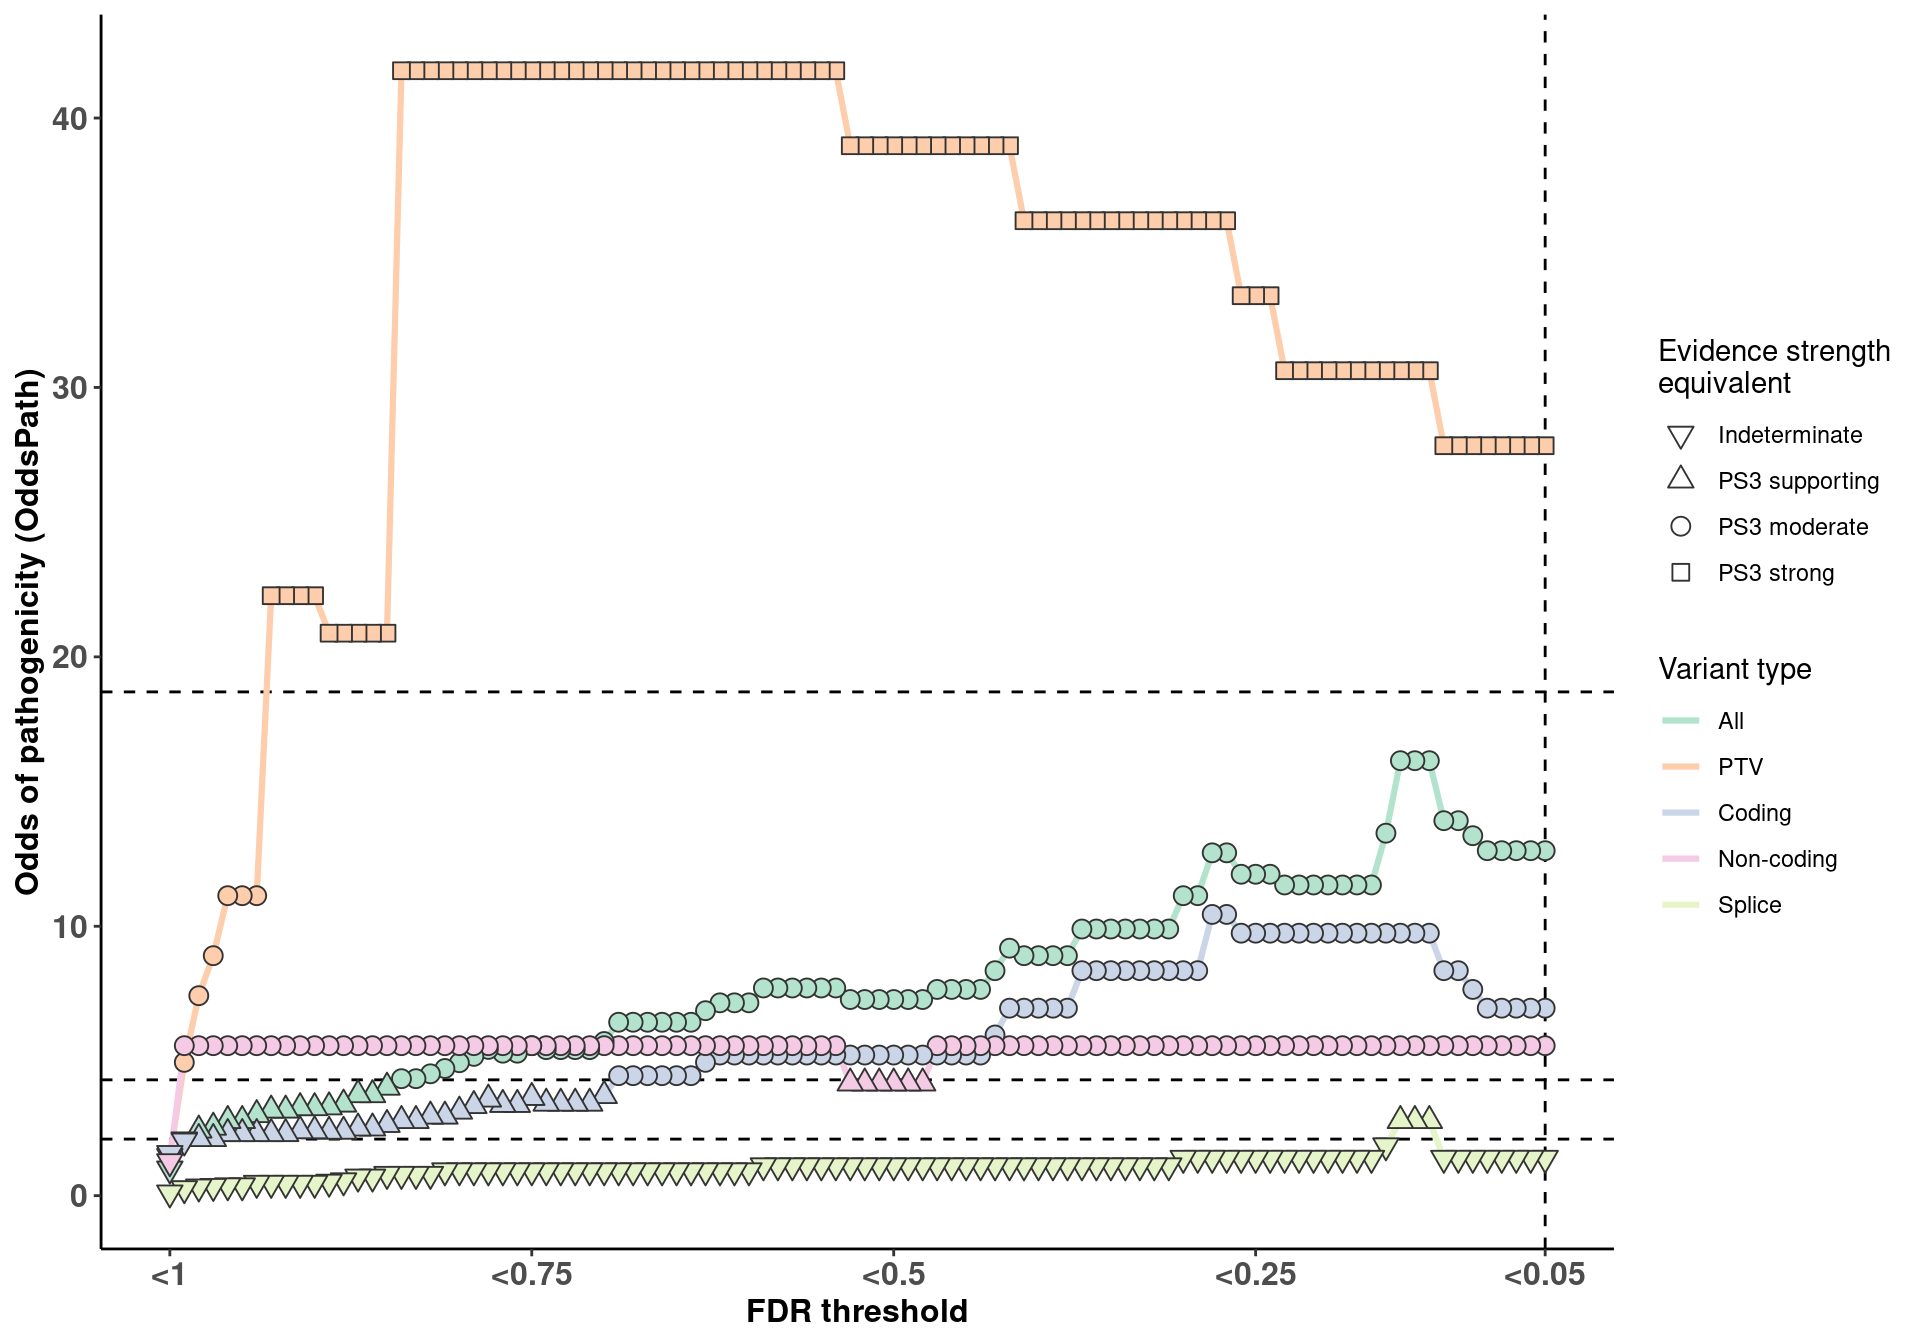 Odds of pathogenicity (OddsPath)
40
30
20
10
0
<1
<0.75
<0.5
<0.25
<0.05
FDR threshold
Evidence strength
equivalent
Indeterminate
PS3 supporting
PS3 moderate
PS3 strong
Variant type
All
PTV
Coding
Non-coding
Splice